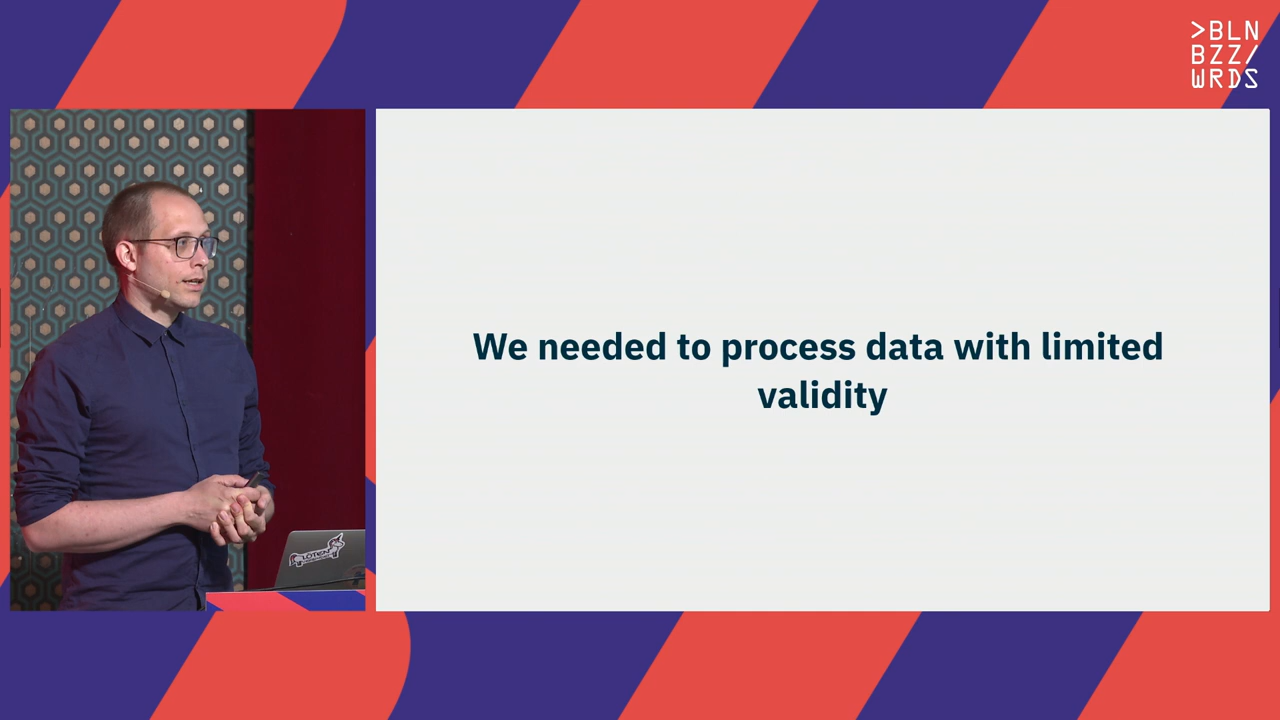 >BLN
BZZ/
WRDS
We needed to process data with limited
validity